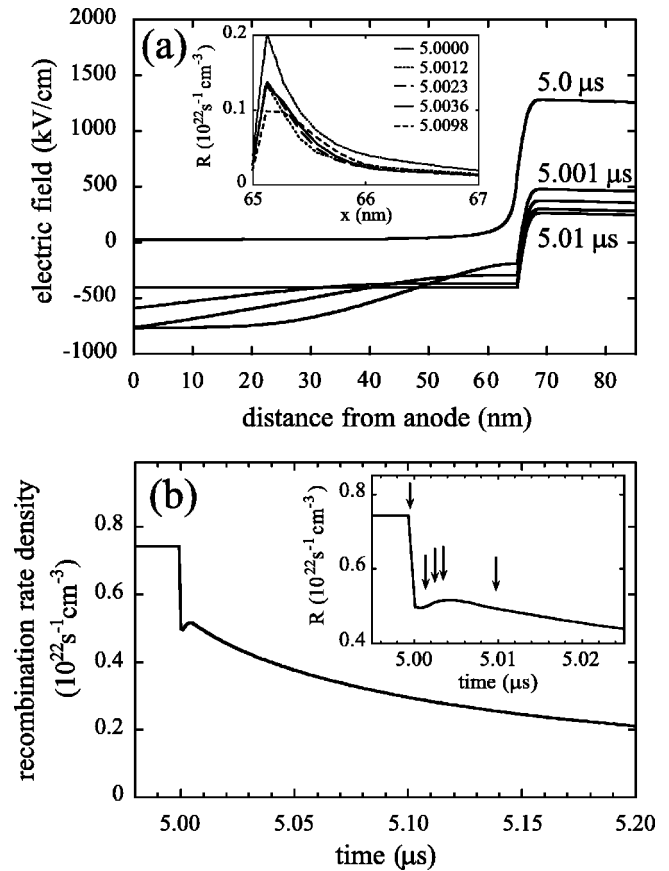 (a)
electric field (kV/cm)
2000
1500
1000
500
0
-500
-1000
0 10 20 30 40 50 60 70 80
distance from anode (nm)
5.0 μs
5.001 μs
5.01 μs
R (10²²s⁻¹cm⁻³)
0.2
0.1
0
65 66 67
x (nm)
5.0000
5.0012
5.0023
5.0036
5.0098
(b)
recombination rate density
(10²²s⁻¹cm⁻³)
0.8
0.6
0.4
0.2
0
5.00 5.05 5.10 5.15 5.20
time (μs)
R (10²²s⁻¹cm⁻³)
0.8
0.6
0.4
5.00 5.01 5.02
time (μs)